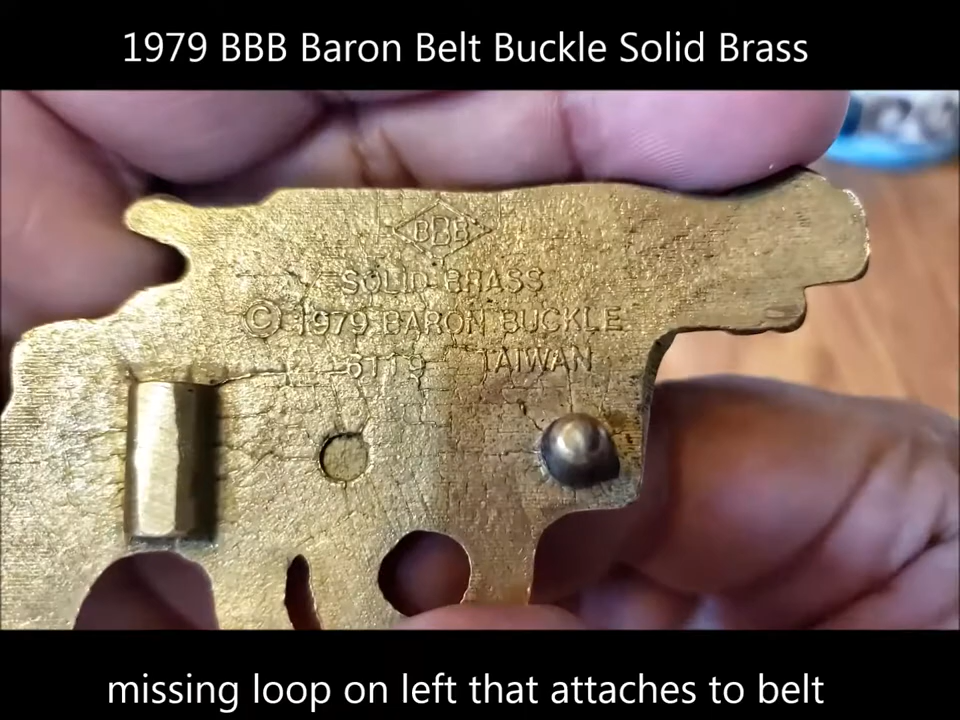 1979 BBB Baron Belt Buckle Solid Brass
BBB
SOLID BRASS
© 1979 BARON BUCKLE
6119 TAIWAN
missing loop on left that attaches to belt